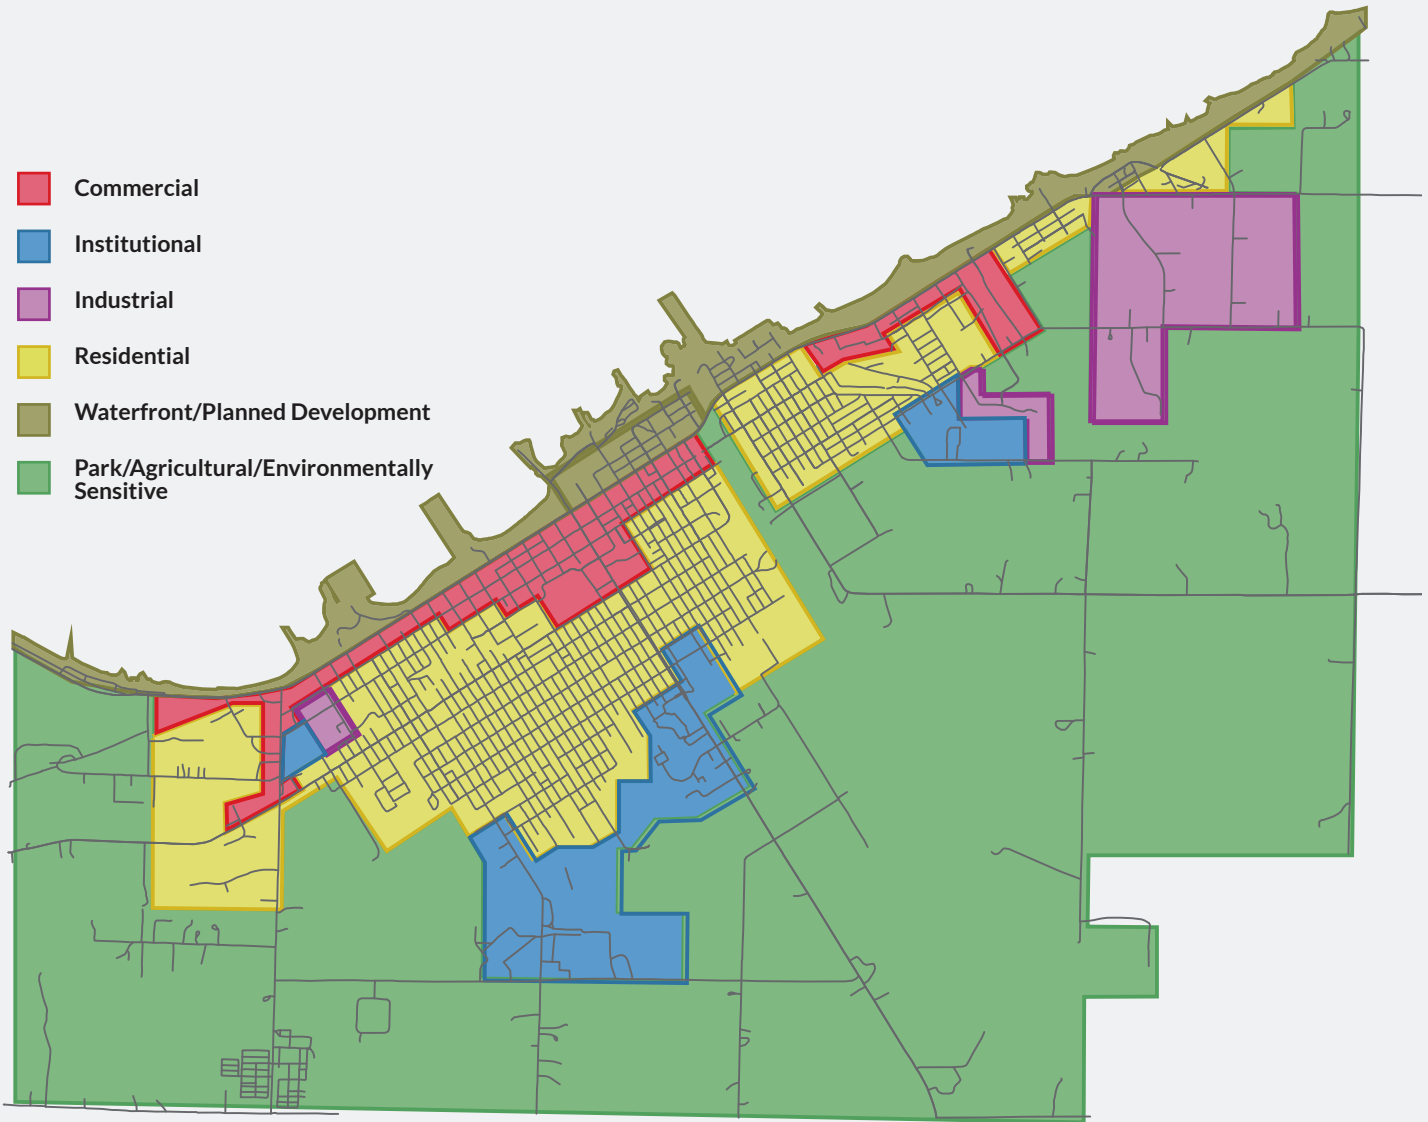 Commercial
Institutional
Industrial
Residential
Waterfront/Planned Development
Park/Agricultural/Environmentally
Sensitive